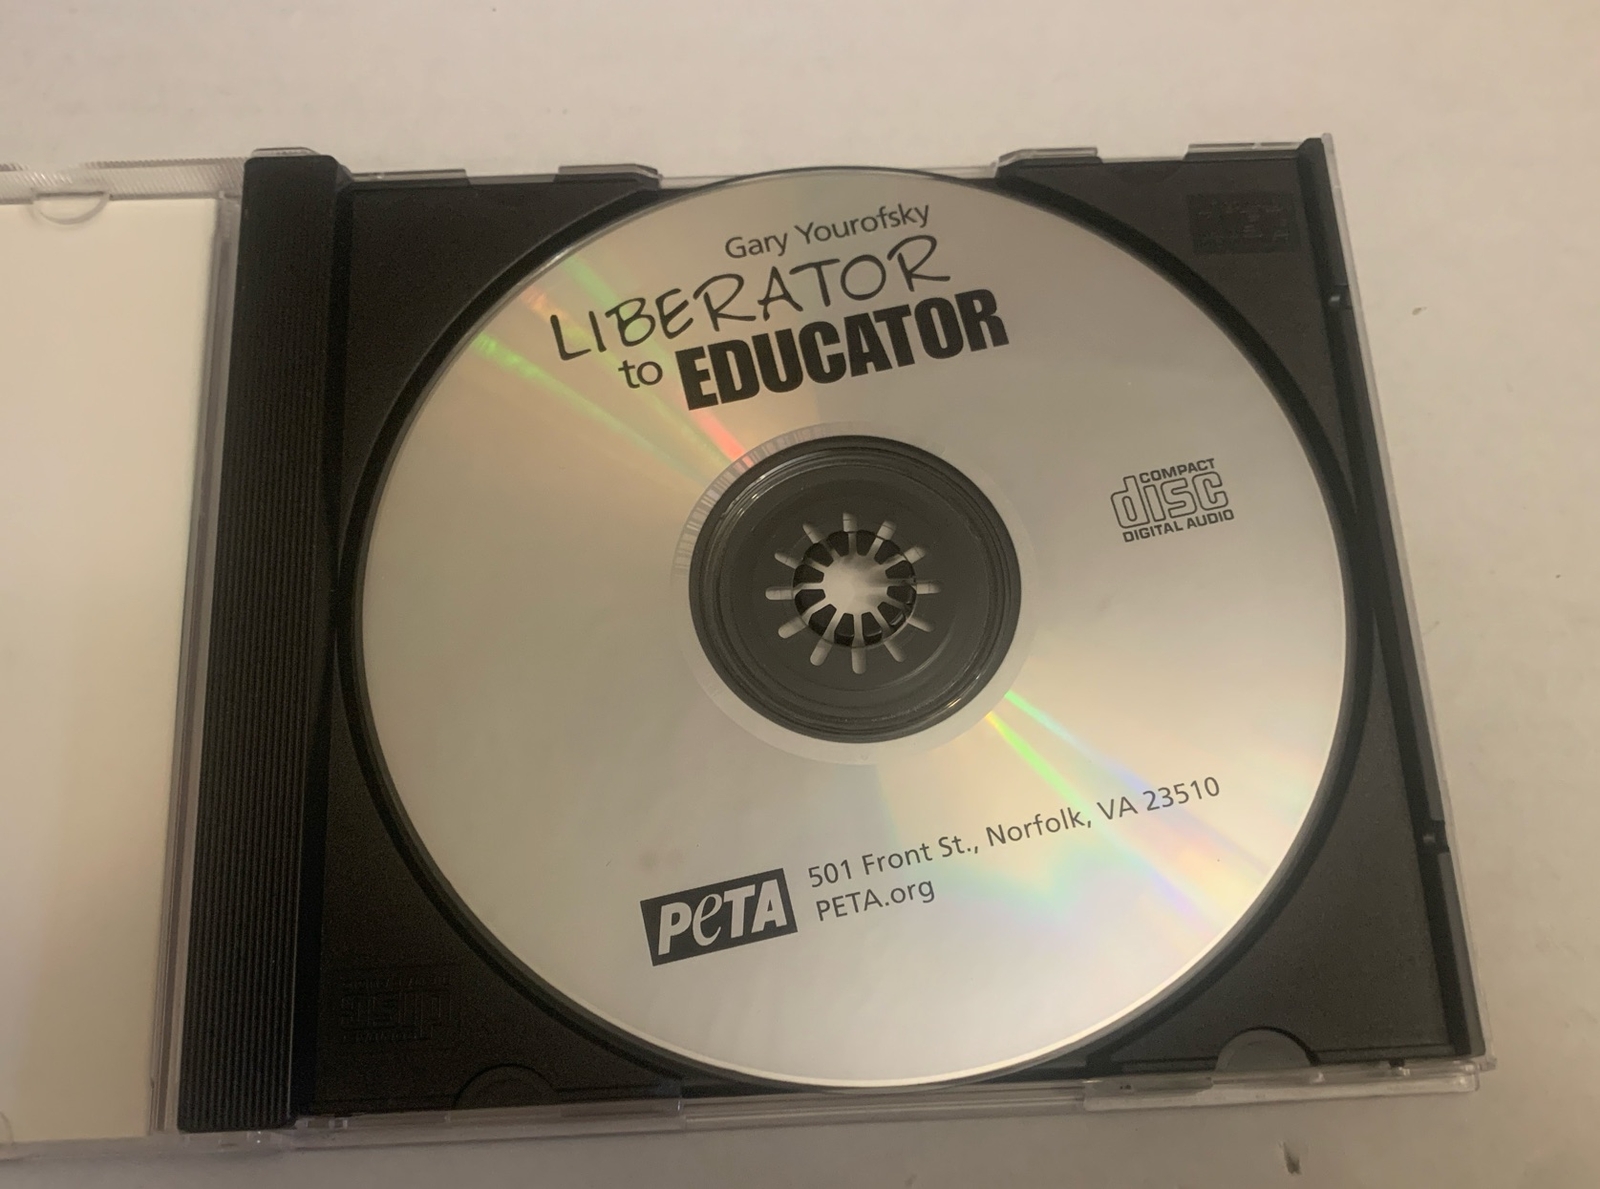 Gary Yourofsky
LIBERATOR
to EDUCATOR
COMPACT
disc
DIGITAL AUDIO
501 Front St., Norfolk, VA 23510
PETA
PETA.org